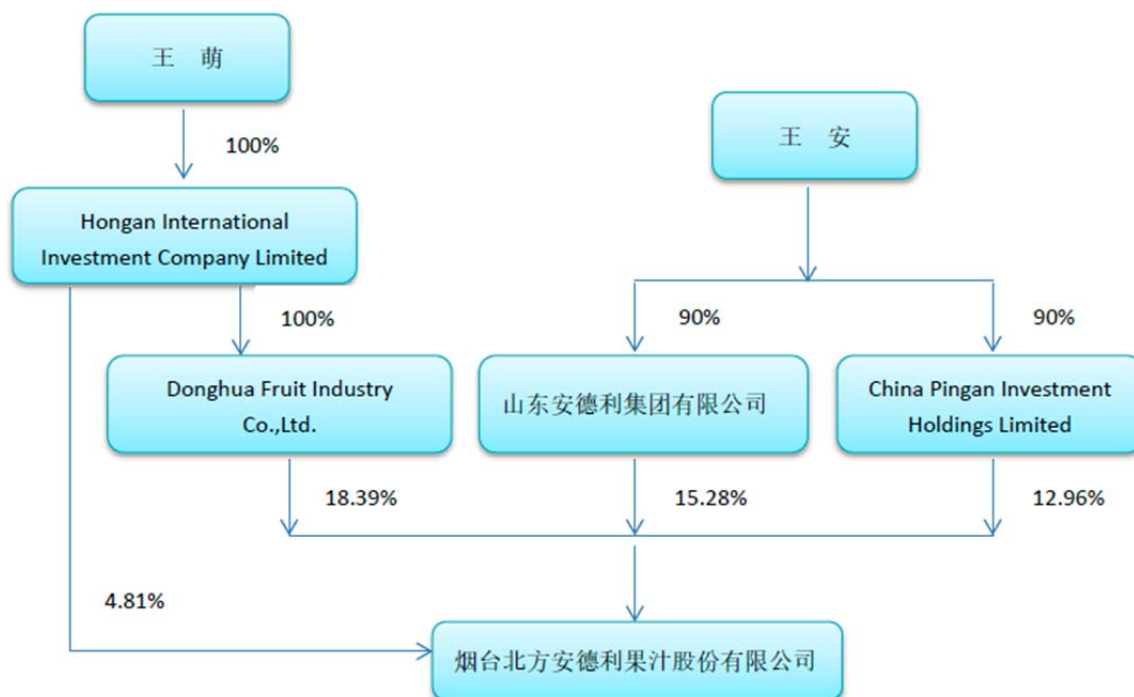 王 萌
100%
王 安
Hongan International
Investment Company Limited
100%
90%
90%
Donghua Fruit Industry
Co.,Ltd.
山东安德利集团有限公司
China Pingan Investment
Holdings Limited
18.39%
15.28%
12.96%
4.81%
烟台北方安德利果汁股份有限公司